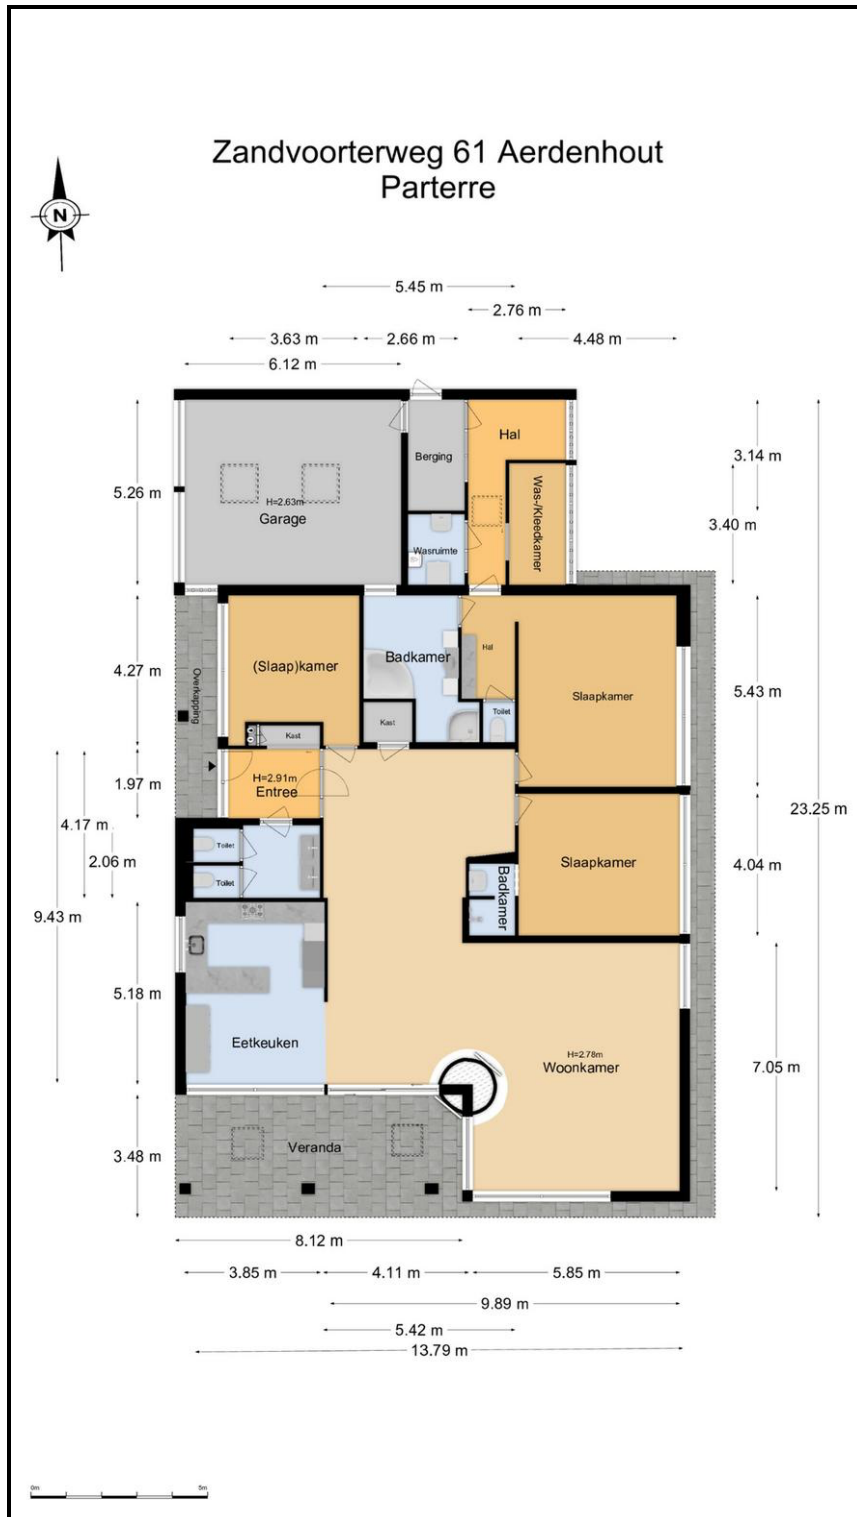 Zandvoorterweg 61 Aerdenhout
Parterre
N
5.45 m
2.76 m
3.63 m
2.66 m
4.48 m
6.12 m
Hal
3.14 m
Berging
5.26 m
H=2.63m
Garage
Was-/Kleedkamer
3.40 m
Wasruimte
4.27 m
(Slaap)kamer
Badkamer
Hal
Overkapping
Slaapkamer
5.43 m
Toilet
Kast
Kast
1.97 m
H=2.91m
Entree
23.25 m
4.17 m
2.06 m
Toilet
Slaapkamer
4.04 m
Toilet
Badkamer
9.43 m
5.18 m
Eetkeuken
H=2.78m
Woonkamer
7.05 m
Veranda
3.48 m
8.12 m
3.85 m
4.11 m
5.85 m
9.89 m
5.42 m
13.79 m
0m
5m